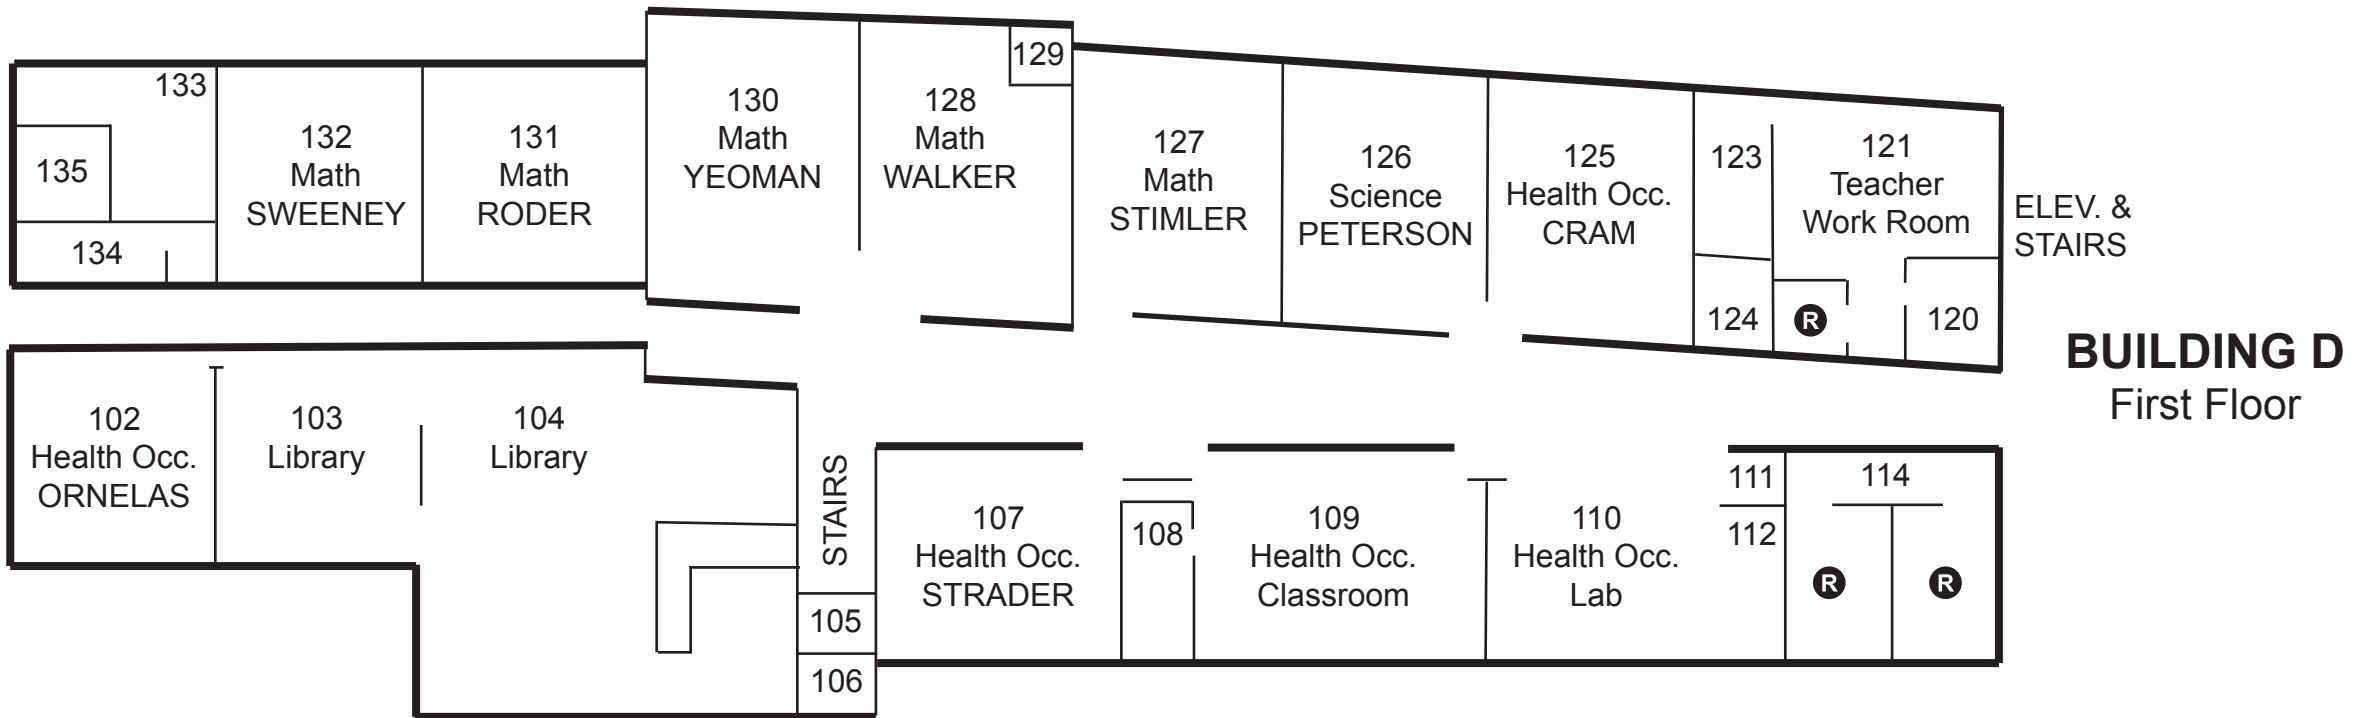 133
135
134
132
Math
SWEENEY
131
Math
RODER
130
Math
YEOMAN
128
Math
WALKER
129
127
Math
STIMLER
126
Science
PETERSON
125
Health Occ.
CRAM
123
124
121
Teacher
Work Room
R
120
ELEV. &
STAIRS
BUILDING D
First Floor
102
Health Occ.
ORNELAS
103
Library
104
Library
STAIRS
105
106
107
Health Occ.
STRADER
108
109
Health Occ.
Classroom
110
Health Occ.
Lab
111
112
114
R
R